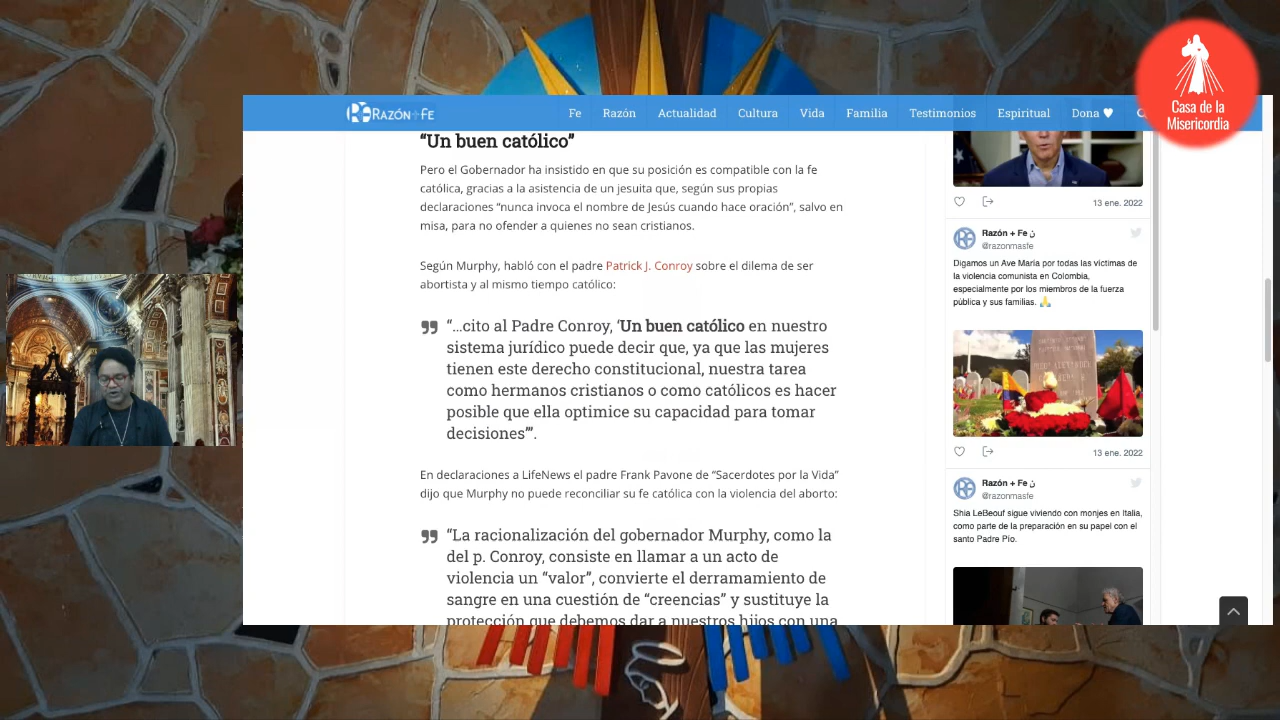 RAZÓN+FE
Fe
Razón
Actualidad
Cultura
Vida
Familia
Testimonios
Espiritual
Dona
Casa de la
Misericordia
“Un buen católico”
Pero el Gobernador ha insistido en que su posición es compatible con la fe
católica, gracias a la asistencia de un jesuita que, según sus propias
declaraciones “nunca invoca el nombre de Jesús cuando hace oración”, salvo en
misa, para no ofender a quienes no sean cristianos.
Según Murphy, habló con el padre Patrick J. Conroy sobre el dilema de ser
abortista y al mismo tiempo católico:
“…cito al Padre Conroy, ‘Un buen católico en nuestro
sistema jurídico puede decir que, ya que las mujeres
tienen este derecho constitucional, nuestra tarea
como hermanos cristianos o como católicos es hacer
posible que ella optimice su capacidad para tomar
decisiones’”.
En declaraciones a LifeNews el padre Frank Pavone de “Sacerdotes por la Vida”
dijo que Murphy no puede reconciliar su fe católica con la violencia del aborto:
“La racionalización del gobernador Murphy, como la
del p. Conroy, consiste en llamar a un acto de
violencia un “valor”, convierte el derramamiento de
sangre en una cuestión de “creencias” y sustituye la
protección que debemos dar a nuestros hijos con una
13 ene. 2022
Razón + Fe ن
@razonmasfe
Digamos un Ave María por todas las víctimas de
la violencia comunista en Colombia,
especialmente por los miembros de la fuerza
pública y sus familias. 🙏
13 ene. 2022
Razón + Fe ن
@razonmasfe
Shia LeBeouf sigue viviendo con monjes en Italia,
como parte de la preparación en su papel con el
santo Padre Pío.